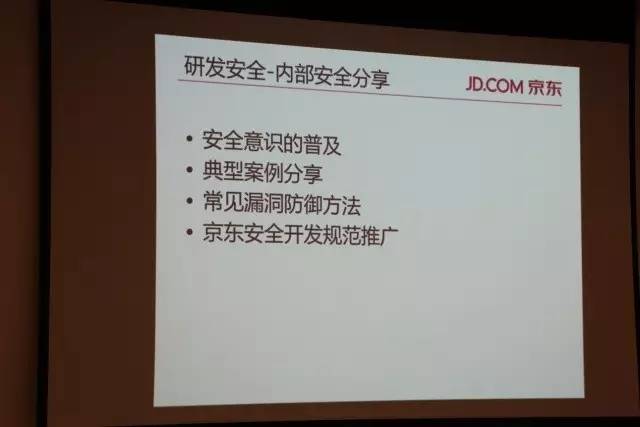 研发安全-内部安全分享
JD.COM 京东
• 安全意识的普及
• 典型案例分享
• 常见漏洞防御方法
• 京东安全开发规范推广